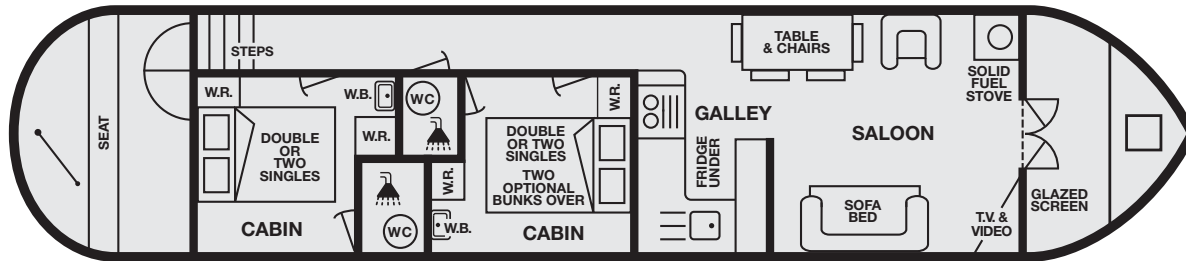 SEAT
STEPS
W.R.
DOUBLE
OR
TWO
SINGLES
CABIN
W.B.
W.R.
WC
WC
W.R.
W.B.
DOUBLE
OR TWO
SINGLES
TWO
OPTIONAL
BUNKS OVER
W.R.
CABIN
GALLEY
FRIDGE
UNDER
TABLE
& CHAIRS
SALOON
SOFA
BED
SOLID
FUEL
STOVE
T.V. &
VIDEO
GLAZED
SCREEN